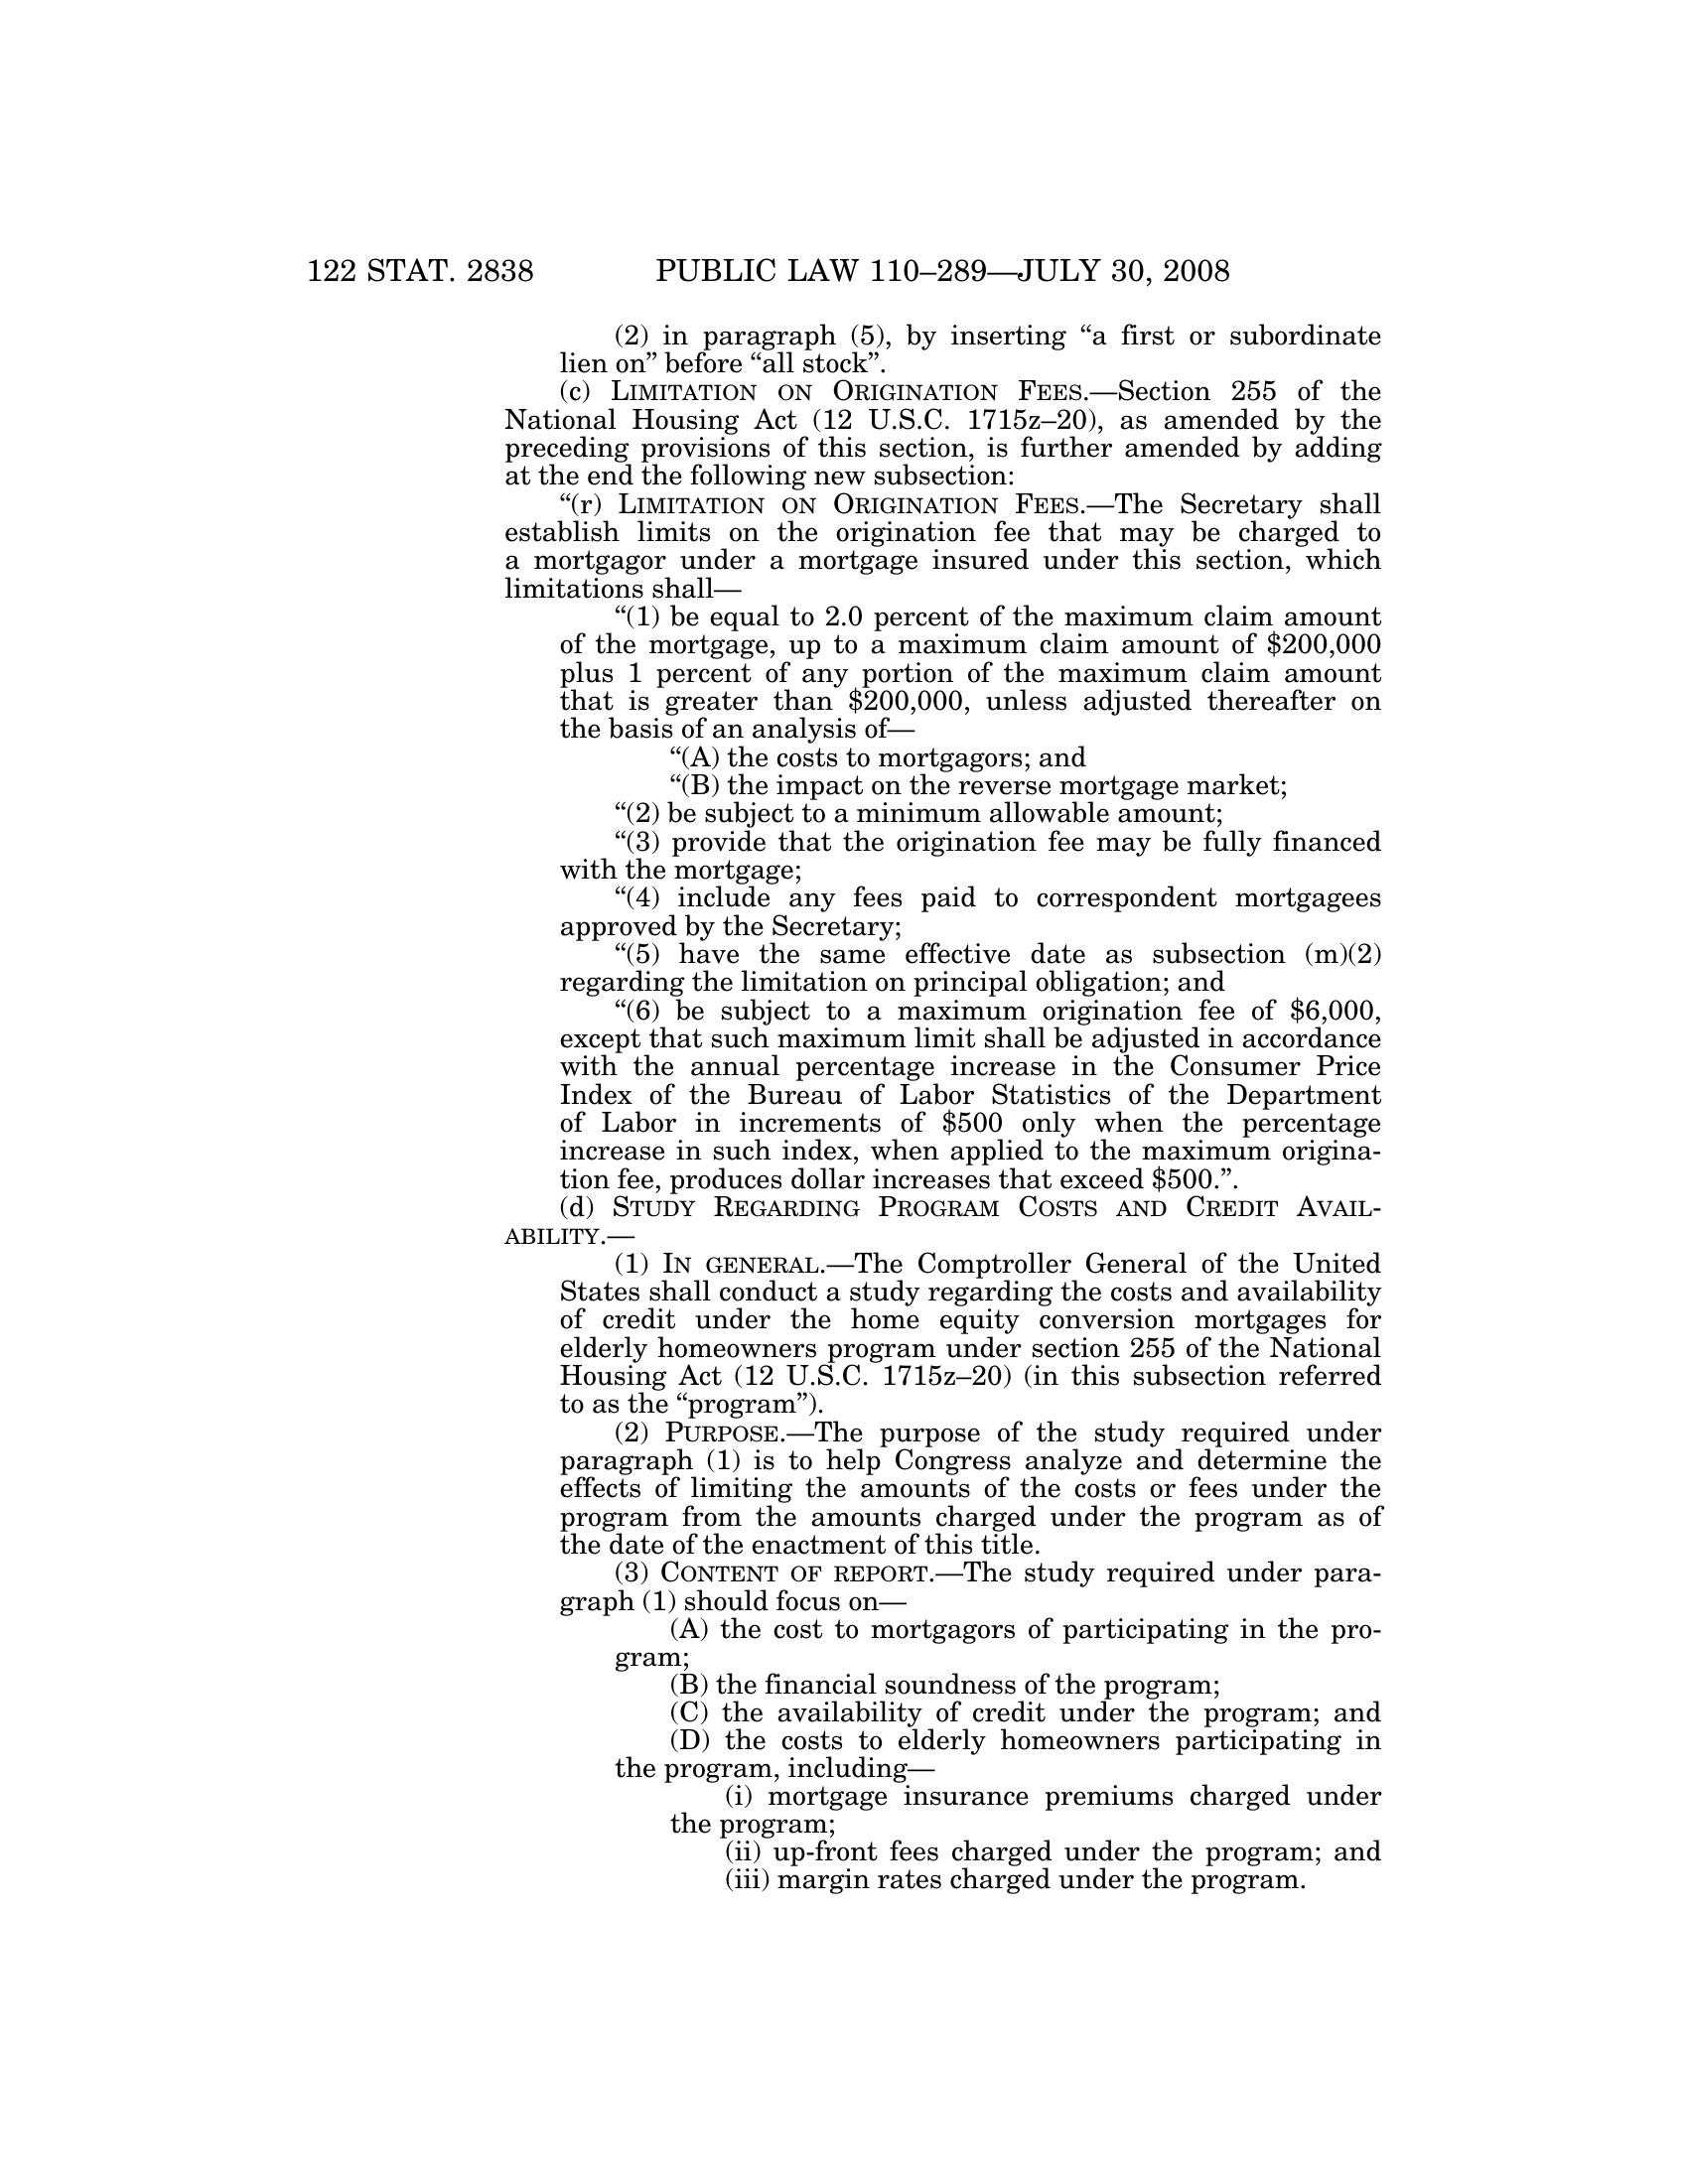 122 STAT. 2838 PUBLIC LAW 110–289—JULY 30, 2008
(2) in paragraph (5), by inserting “a first or subordinate
lien on” before “all stock”.
(c) LIMITATION ON ORIGINATION FEES.—Section 255 of the
National Housing Act (12 U.S.C. 1715z–20), as amended by the
preceding provisions of this section, is further amended by adding
at the end the following new subsection:
“(r) LIMITATION ON ORIGINATION FEES.—The Secretary shall
establish limits on the origination fee that may be charged to
a mortgagor under a mortgage insured under this section, which
limitations shall—
“(1) be equal to 2.0 percent of the maximum claim amount
of the mortgage, up to a maximum claim amount of $200,000
plus 1 percent of any portion of the maximum claim amount
that is greater than $200,000, unless adjusted thereafter on
the basis of an analysis of—
“(A) the costs to mortgagors; and
“(B) the impact on the reverse mortgage market;
“(2) be subject to a minimum allowable amount;
“(3) provide that the origination fee may be fully financed
with the mortgage;
“(4) include any fees paid to correspondent mortgagees
approved by the Secretary;
“(5) have the same effective date as subsection (m)(2)
regarding the limitation on principal obligation; and
“(6) be subject to a maximum origination fee of $6,000,
except that such maximum limit shall be adjusted in accordance
with the annual percentage increase in the Consumer Price
Index of the Bureau of Labor Statistics of the Department
of Labor in increments of $500 only when the percentage
increase in such index, when applied to the maximum origina-
tion fee, produces dollar increases that exceed $500.”.
(d) STUDY REGARDING PROGRAM COSTS AND CREDIT AVAIL-
ABILITY.—
(1) IN GENERAL.—The Comptroller General of the United
States shall conduct a study regarding the costs and availability
of credit under the home equity conversion mortgages for
elderly homeowners program under section 255 of the National
Housing Act (12 U.S.C. 1715z–20) (in this subsection referred
to as the “program”).
(2) PURPOSE.—The purpose of the study required under
paragraph (1) is to help Congress analyze and determine the
effects of limiting the amounts of the costs or fees under the
program from the amounts charged under the program as of
the date of the enactment of this title.
(3) CONTENT OF REPORT.—The study required under para-
graph (1) should focus on—
(A) the cost to mortgagors of participating in the pro-
gram;
(B) the financial soundness of the program;
(C) the availability of credit under the program; and
(D) the costs to elderly homeowners participating in
the program, including—
(i) mortgage insurance premiums charged under
the program;
(ii) up-front fees charged under the program; and
(iii) margin rates charged under the program.